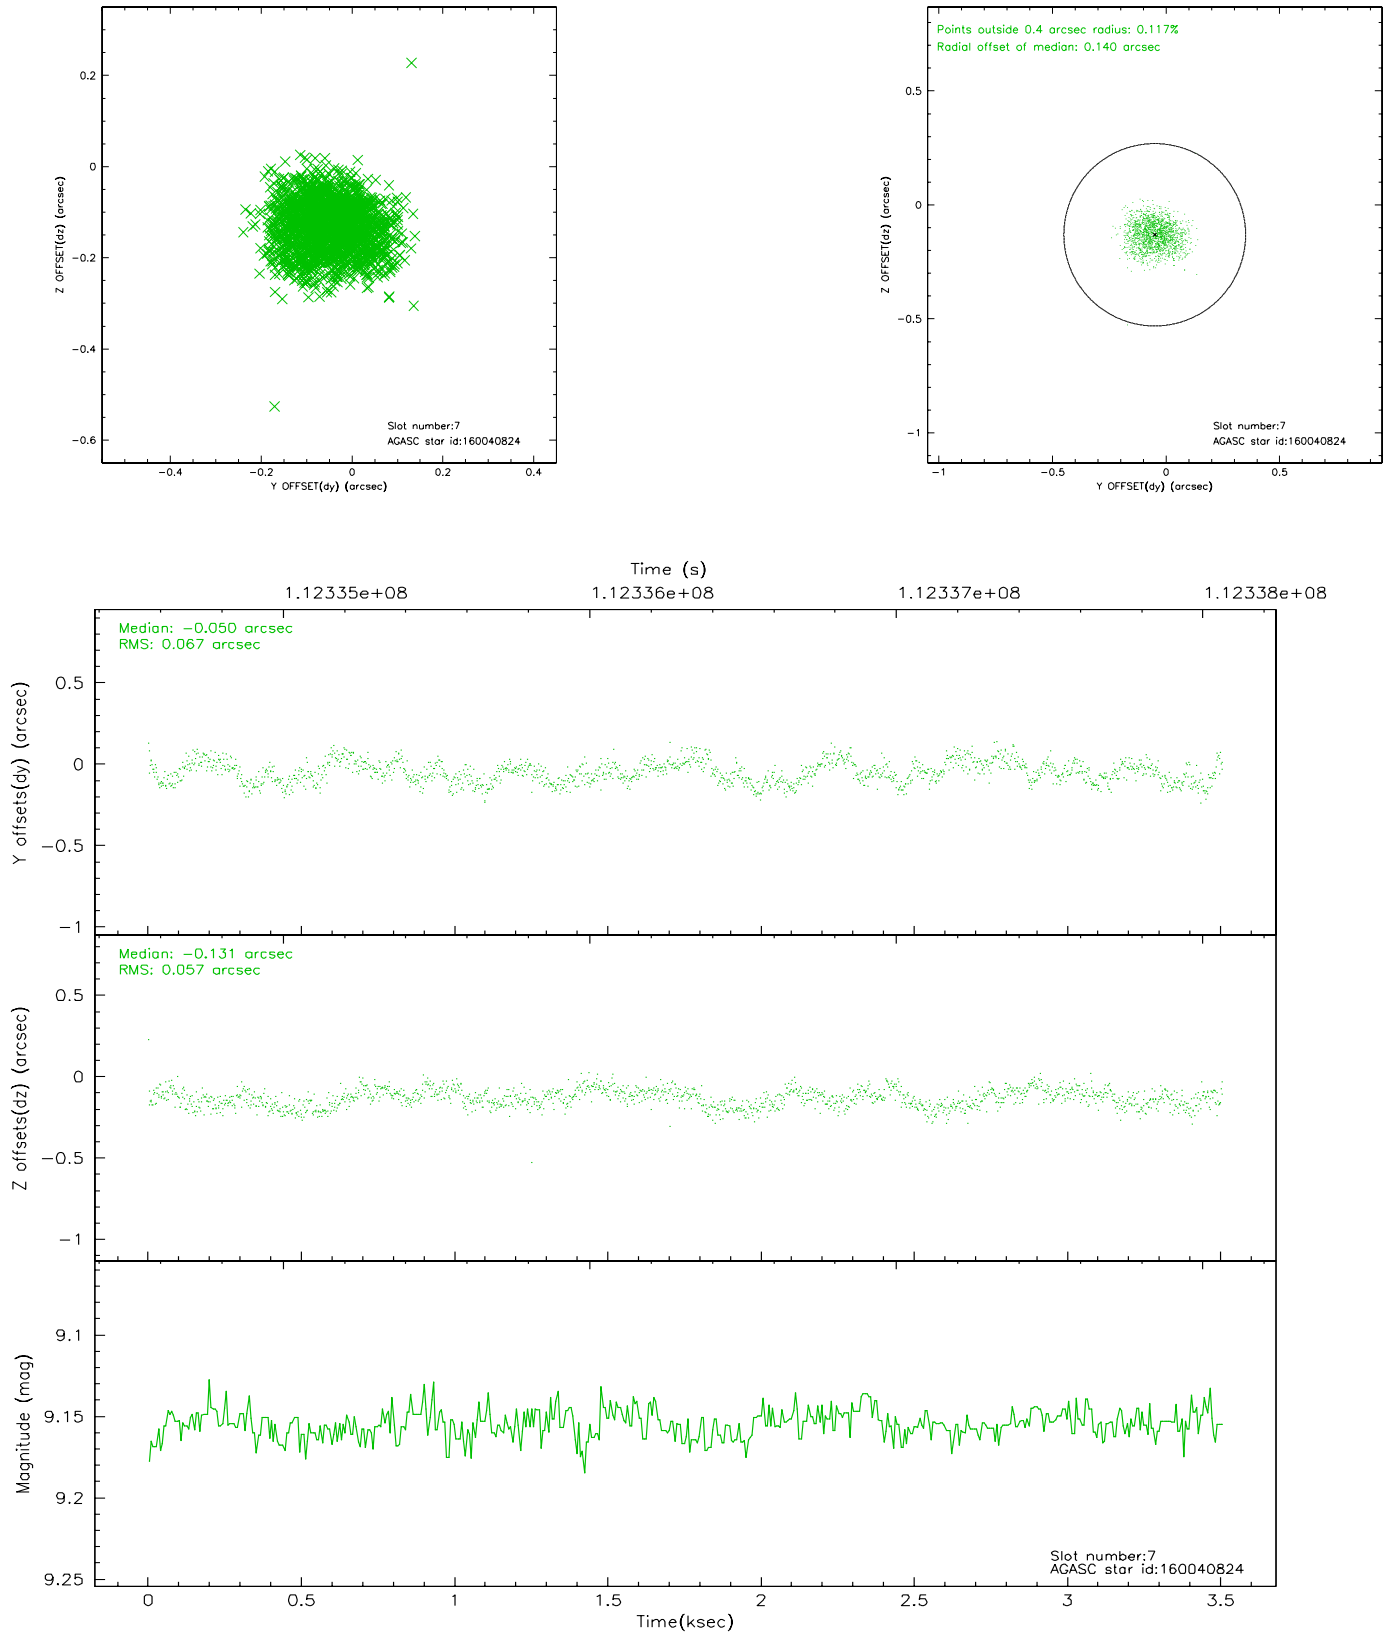 0.2
0
−0.2
−0.4
−0.6
Z OFFSET(dz) (arcsec)
Slot number:7
AGASC star id:160040824
−0.4 −0.2 0 0.2 0.4
Y OFFSET(dy) (arcsec)
Points outside 0.4 arcsec radius: 0.117%
Radial offset of median: 0.140 arcsec
0.5
0
−0.5
−1
Z OFFSET(dz) (arcsec)
Slot number:7
AGASC star id:160040824
−1 −0.5 0 0.5
Y OFFSET(dy) (arcsec)
Time (s)
1.12335e+08 1.12336e+08 1.12337e+08 1.12338e+08
Median: −0.050 arcsec
RMS: 0.067 arcsec
0.5
0
−0.5
−1
Y offsets(dy) (arcsec)
Median: −0.131 arcsec
RMS: 0.057 arcsec
0.5
0
−0.5
−1
Z offsets(dz) (arcsec)
9.1
9.15
9.2
9.25
Magnitude (mag)
Slot number:7
AGASC star id:160040824
0 0.5 1 1.5 2 2.5 3 3.5
Time(ksec)